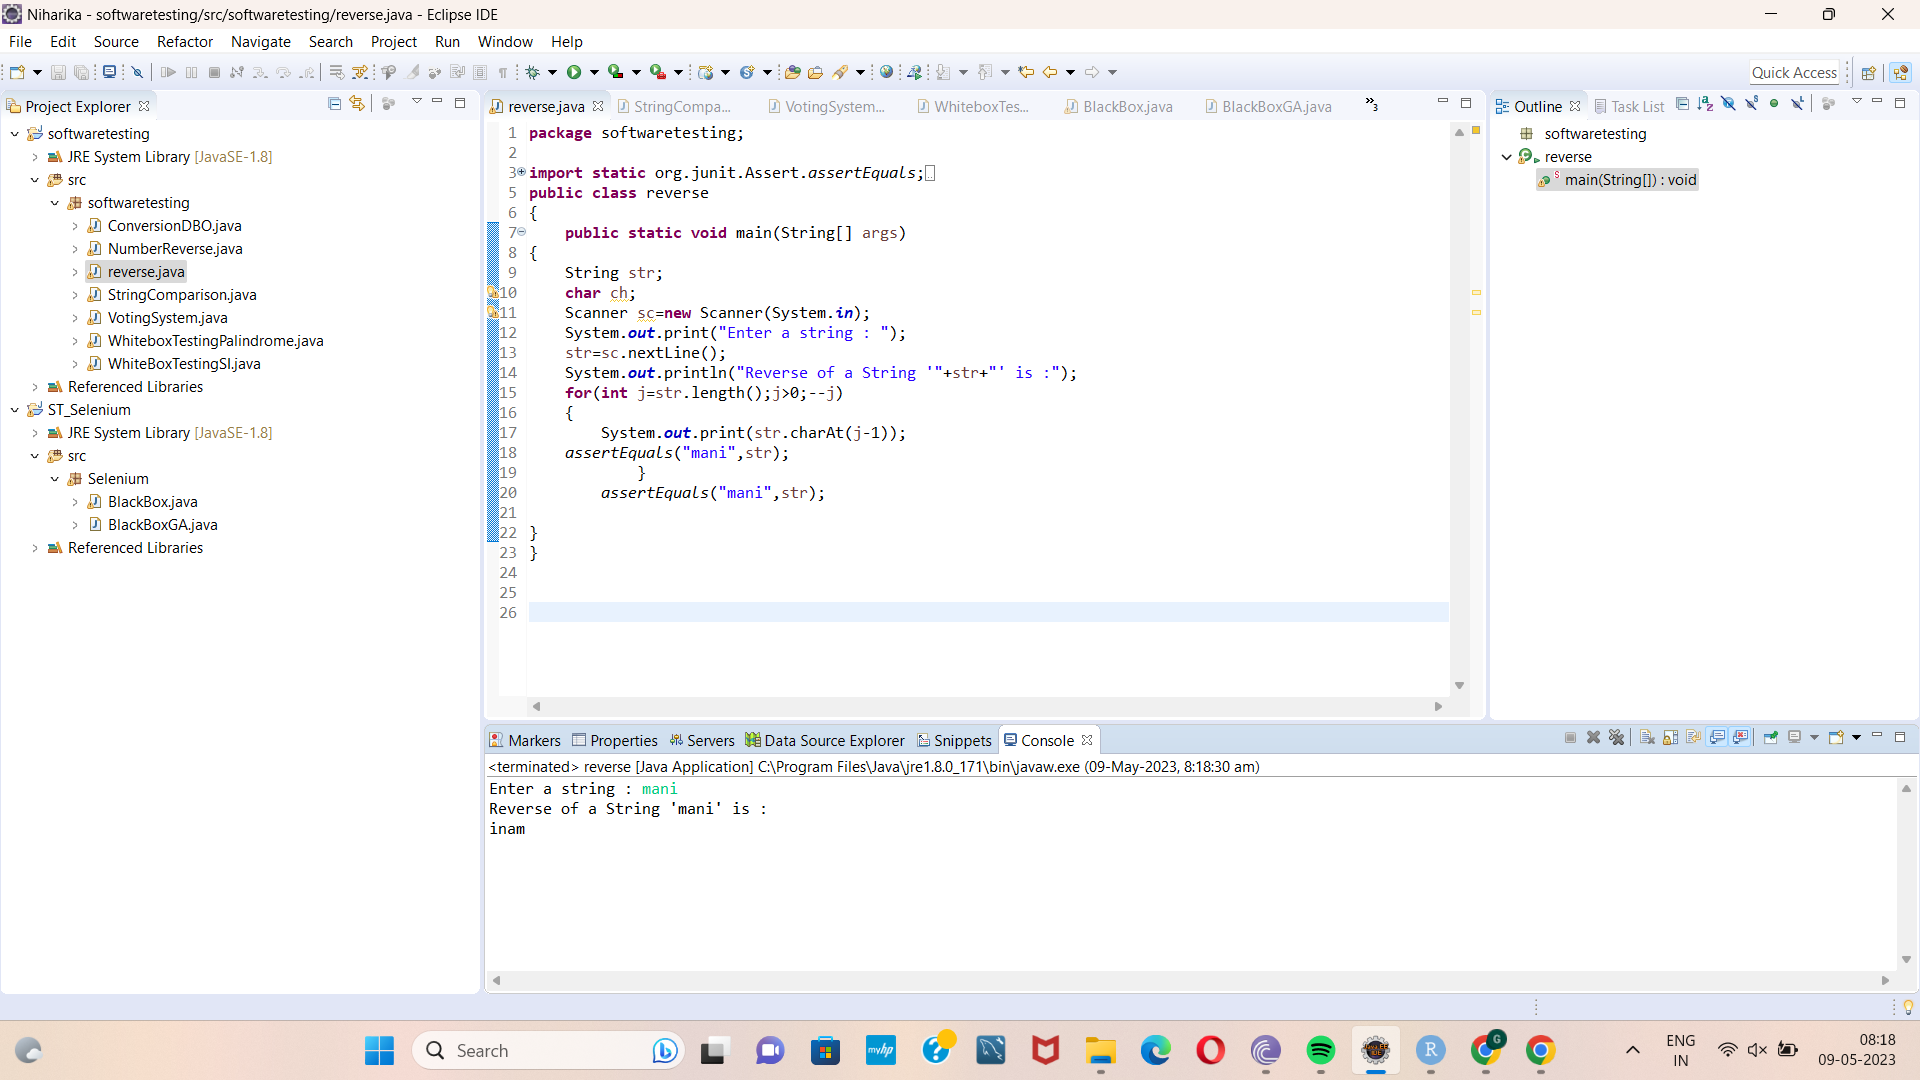 Niharika - softwaretesting/src/softwaretesting/reverse.java - Eclipse IDE
File Edit Source Refactor Navigate Search Project Run Window Help
Quick Access
Project Explorer
softwaretesting
JRE System Library [JavaSE-1.8]
src
softwaretesting
ConversionDBO.java
NumberReverse.java
reverse.java
StringComparison.java
VotingSystem.java
WhiteboxTestingPalindrome.java
WhiteBoxTestingSI.java
Referenced Libraries
ST_Selenium
JRE System Library [JavaSE-1.8]
src
Selenium
BlackBox.java
BlackBoxGA.java
Referenced Libraries
reverse.java StringCompa... VotingSystem... WhiteboxTes... BlackBox.java BlackBoxGA.java »3
1 package softwaretesting;
2
3 import static org.junit.Assert.assertEquals;
5 public class reverse
6 {
7 public static void main(String[] args)
8 {
9 String str;
10 char ch;
11 Scanner sc=new Scanner(System.in);
12 System.out.print("Enter a string : ");
13 str=sc.nextLine();
14 System.out.println("Reverse of a String '"+str+"' is :");
15 for(int j=str.length();j>0;--j)
16 {
17 System.out.print(str.charAt(j-1));
18 assertEquals("mani",str);
19 }
20 assertEquals("mani",str);
21
22 }
23 }
24
25
26
Outline Task List
softwaretesting
reverse
main(String[]) : void
Markers Properties Servers Data Source Explorer Snippets Console
<terminated> reverse [Java Application] C:\Program Files\Java\jre1.8.0_171\bin\javaw.exe (09-May-2023, 8:18:30 am)
Enter a string : mani
Reverse of a String 'mani' is :
inam
Search
myhp
R
G
ENG
IN
08:18
09-05-2023